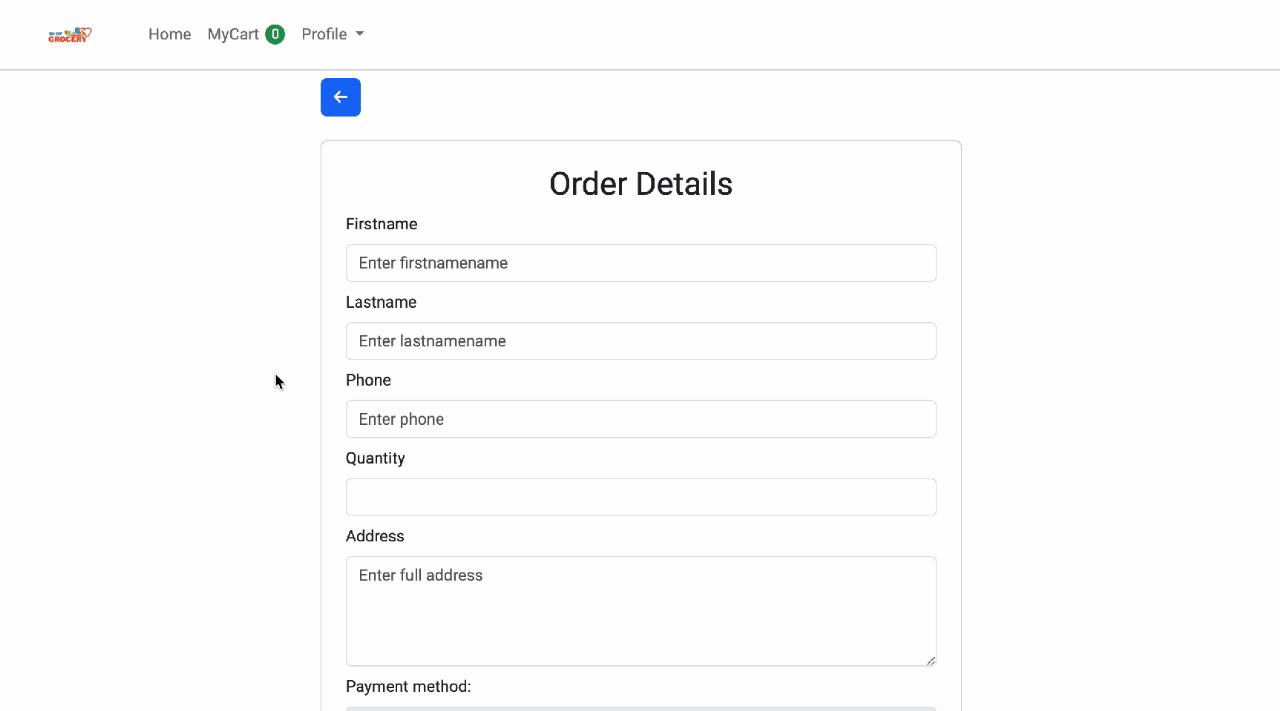 GROCERY
Home MyCart 0 Profile
Order Details
Firstname
Enter firstnamename
Lastname
Enter lastnamename
Phone
Enter phone
Quantity
Address
Enter full address
Payment method: